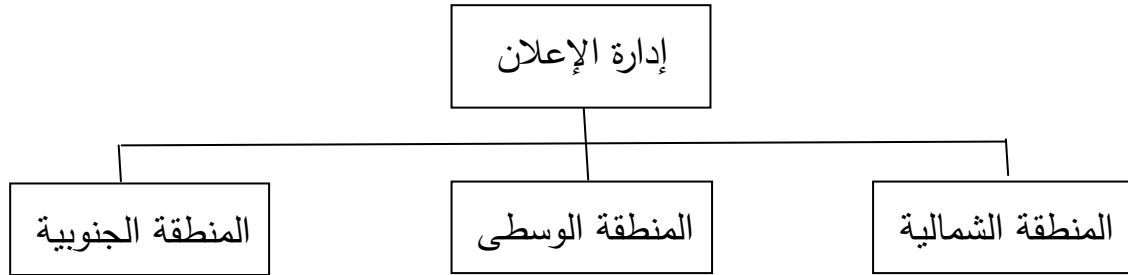 إدارة الإعلان
المنطقة الشمالية
المنطقة الوسطى
المنطقة الجنوبية